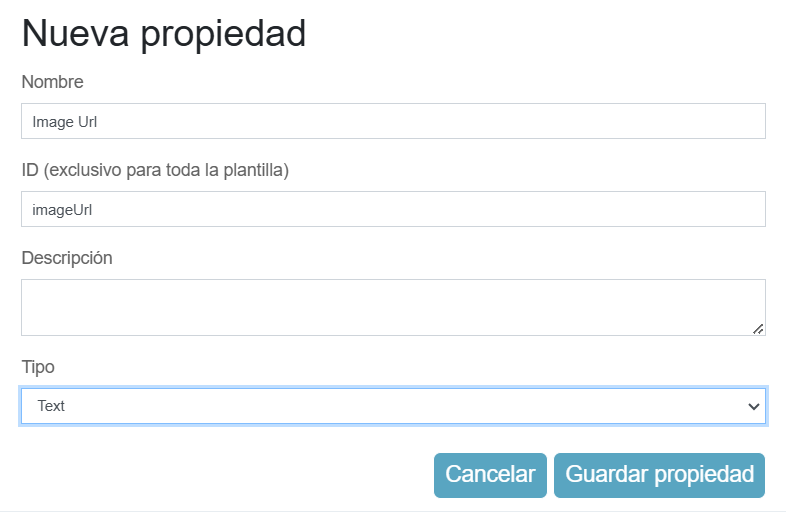 Nueva propiedad
Nombre
Image Url
ID (exclusivo para toda la plantilla)
imageUrl
Descripción
Tipo
Text
Cancelar Guardar propiedad